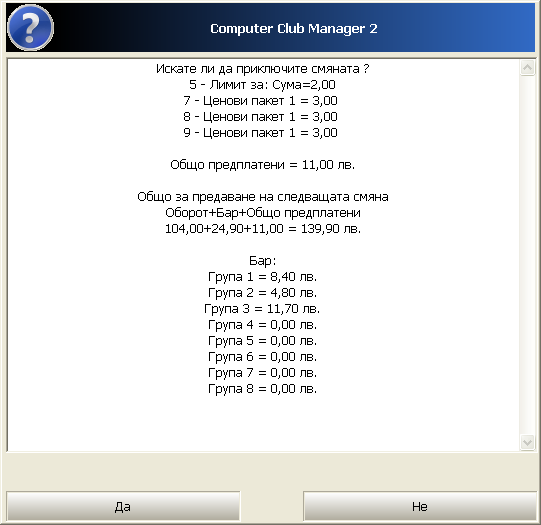 Computer Club Manager 2
Искате ли да приключите смяната ?
5 - Лимит за: Сума=2,00
7 - Ценови пакет 1 = 3,00
8 - Ценови пакет 1 = 3,00
9 - Ценови пакет 1 = 3,00
Общо предплатени = 11,00 лв.
Общо за предаване на следващата смяна
Оборот+Бар+Общо предплатени
104,00+24,90+11,00 = 139,90 лв.
Бар:
Група 1 = 8,40 лв.
Група 2 = 4,80 лв.
Група 3 = 11,70 лв.
Група 4 = 0,00 лв.
Група 5 = 0,00 лв.
Група 6 = 0,00 лв.
Група 7 = 0,00 лв.
Група 8 = 0,00 лв.
Да
Не